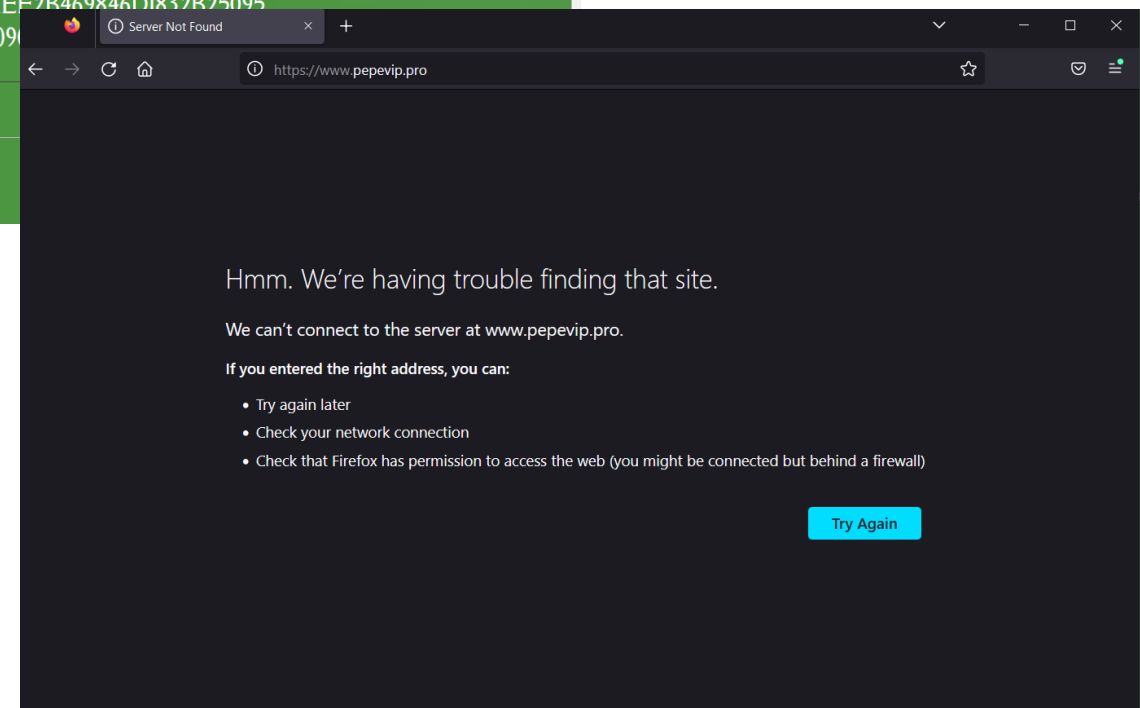 Server Not Found
https://www.pepevip.pro
Hmm. We're having trouble finding that site.
We can't connect to the server at www.pepevip.pro.
If you entered the right address, you can:
• Try again later
• Check your network connection
• Check that Firefox has permission to access the web (you might be connected but behind a firewall)
Try Again